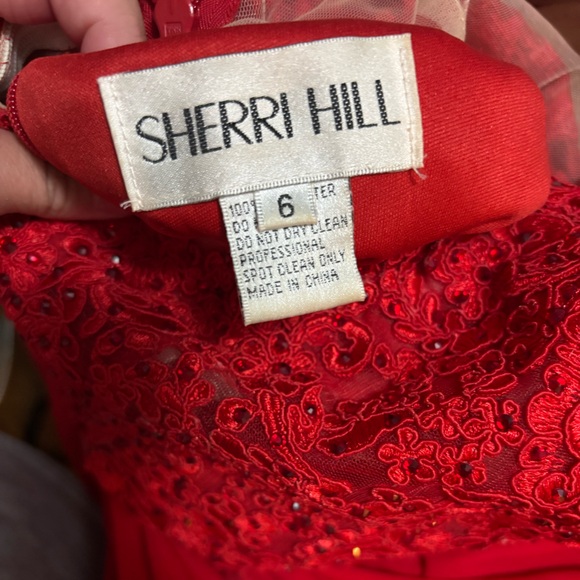 SHERRI HILL
6
100% TER
DO
DO NOT DRY CLEAN
PROFESSIONAL
SPOT CLEAN ONLY
MADE IN CHINA